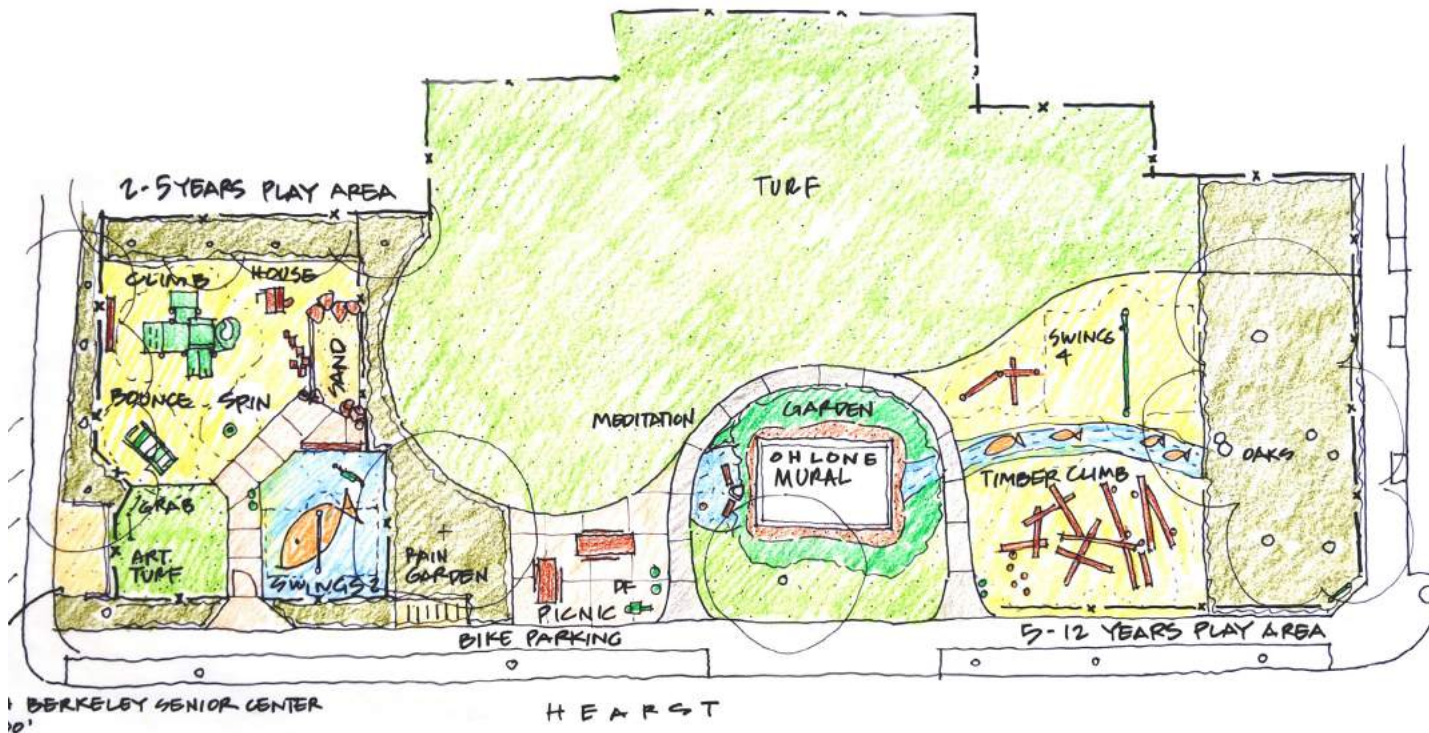 2-5 YEARS PLAY AREA
TURF
CLIMB
HOUSE
SAND
BOUNCE
SPIN
SWINGS
4
MEDITATION
GARDEN
OHLONE
MURAL
TIMBER CLIMB
OAKS
GRAB
ART.
TURF
SWINGS 2
RAIN
GARDEN
DF
PICNIC
BIKE PARKING
5-12 YEARS PLAY AREA
BERKELEY SENIOR CENTER
HEARST